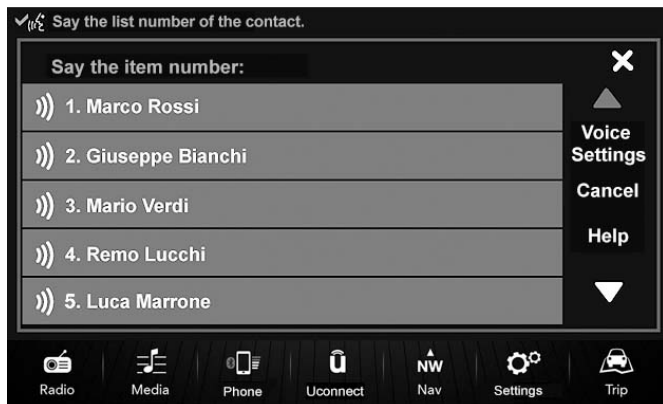 Say the list number of the contact.
Say the item number:
1. Marco Rossi
2. Giuseppe Bianchi
3. Mario Verdi
4. Remo Lucchi
5. Luca Marrone
Voice
Settings
Cancel
Help
NW
Radio
Media
Phone
Uconnect
Nav
Settings
Trip